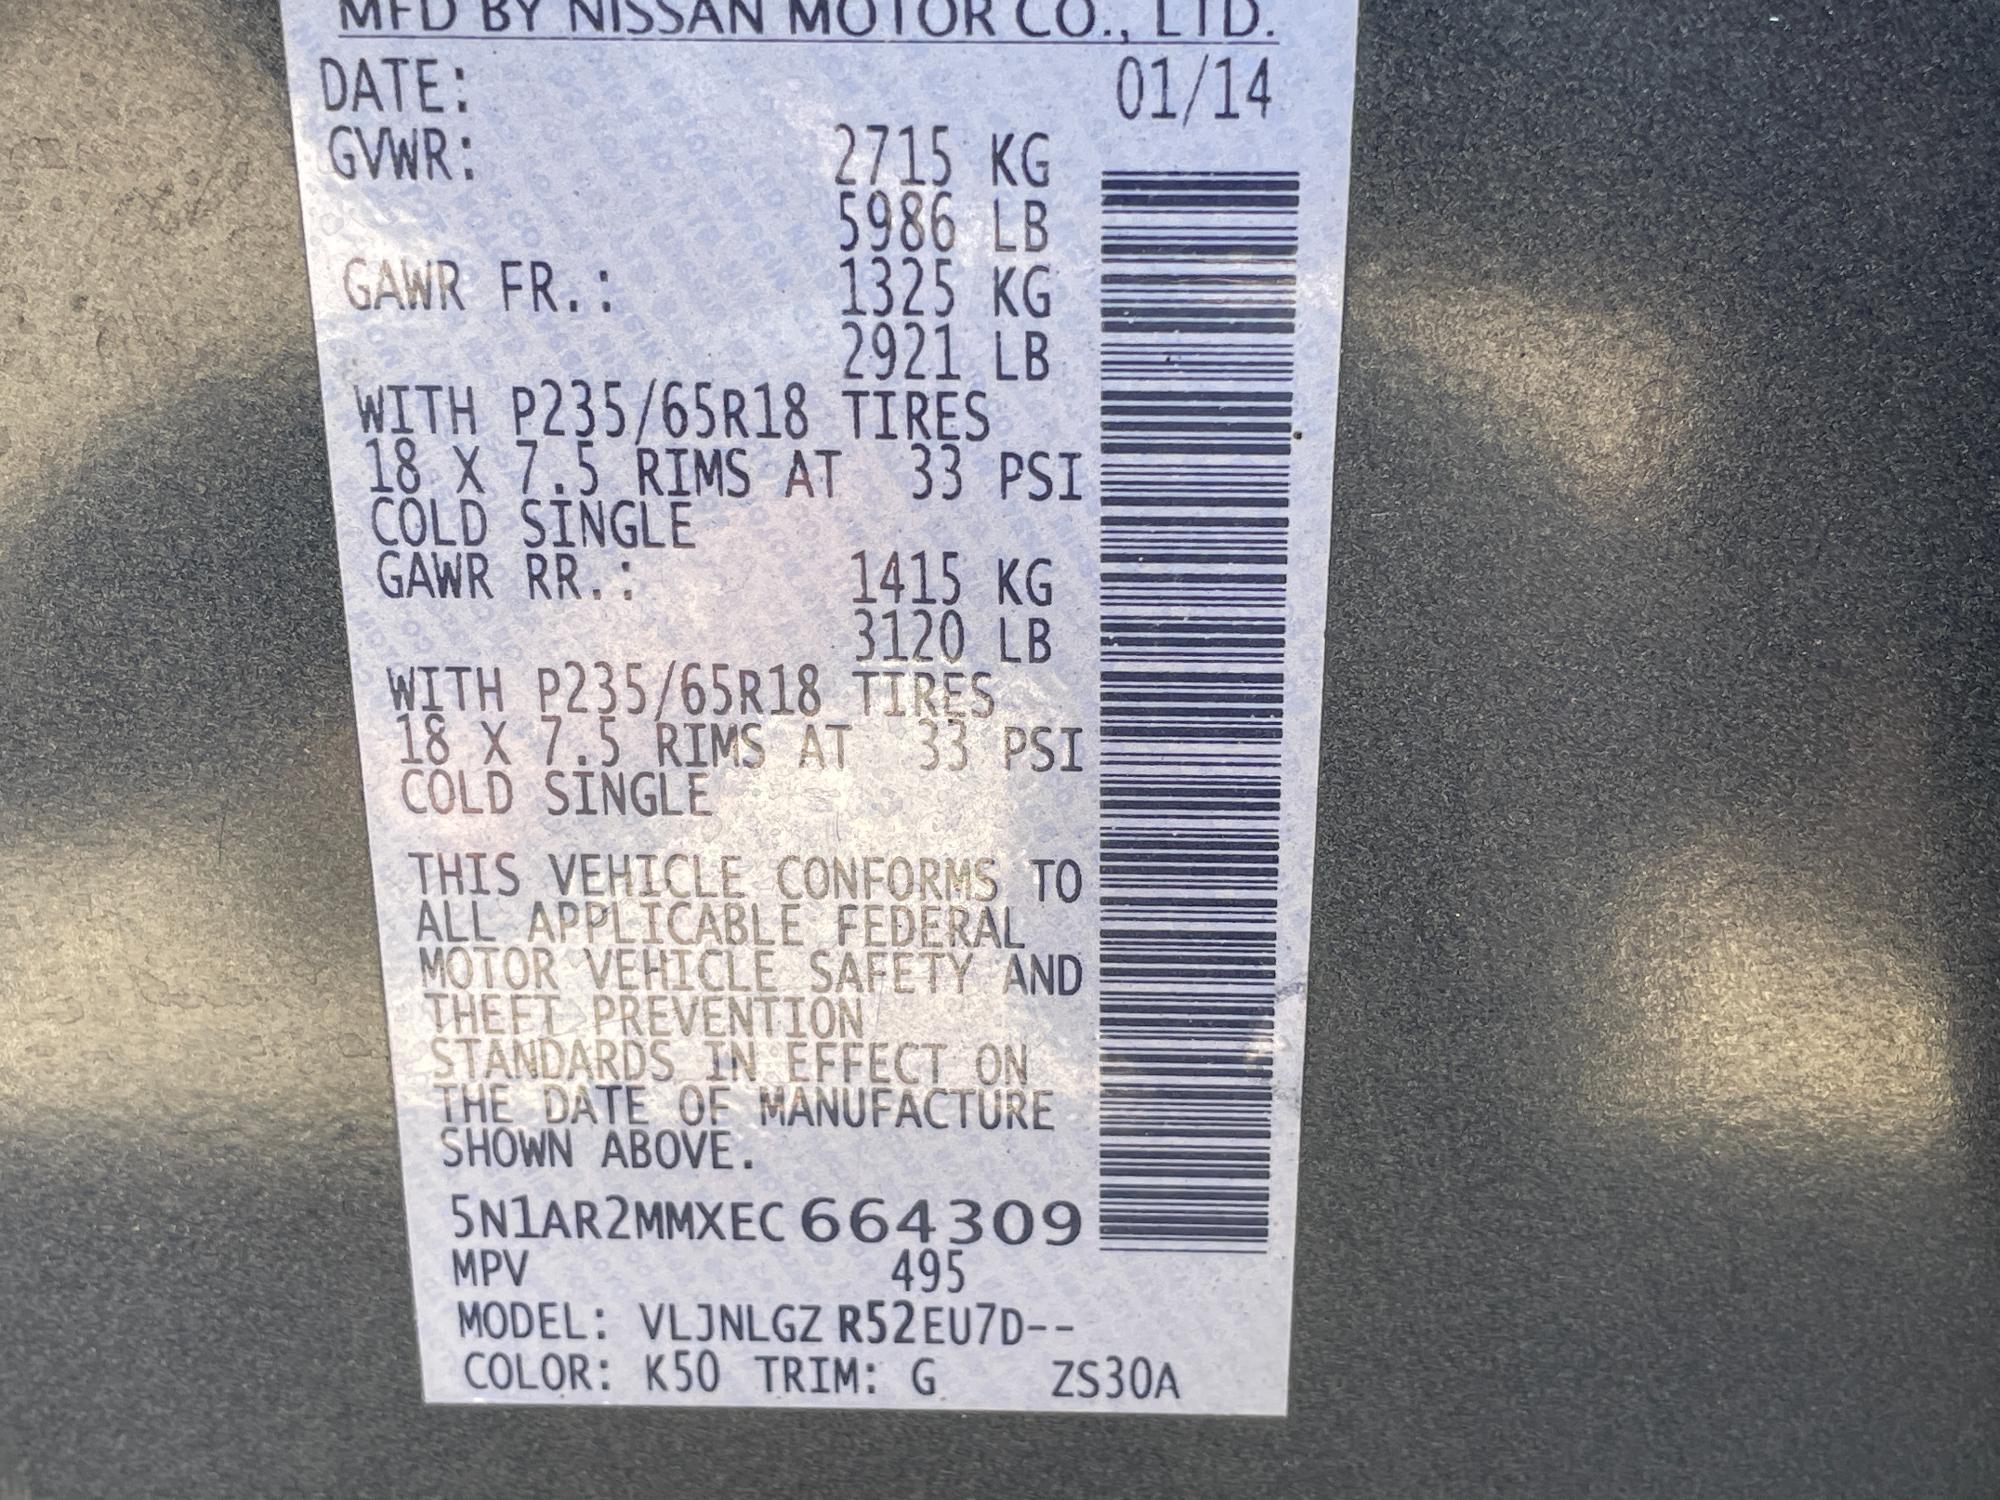 MFD BY NISSAN MOTOR CO., LTD.
DATE: 01/14
GVWR: 2715 KG
5986 LB
GAWR FR.: 1325 KG
2921 LB
WITH P235/65R18 TIRES
18 X 7.5 RIMS AT 33 PSI
COLD SINGLE
GAWR RR.: 1415 KG
3120 LB
WITH P235/65R18 TIRES
18 X 7.5 RIMS AT 33 PSI
COLD SINGLE
THIS VEHICLE CONFORMS TO
ALL APPLICABLE FEDERAL
MOTOR VEHICLE SAFETY AND
THEFT PREVENTION
STANDARDS IN EFFECT ON
THE DATE OF MANUFACTURE
SHOWN ABOVE.
5N1AR2MMXEC664309
MPV 495
MODEL: VLJNLGZ R52EU7D--
COLOR: K50 TRIM: G ZS30A